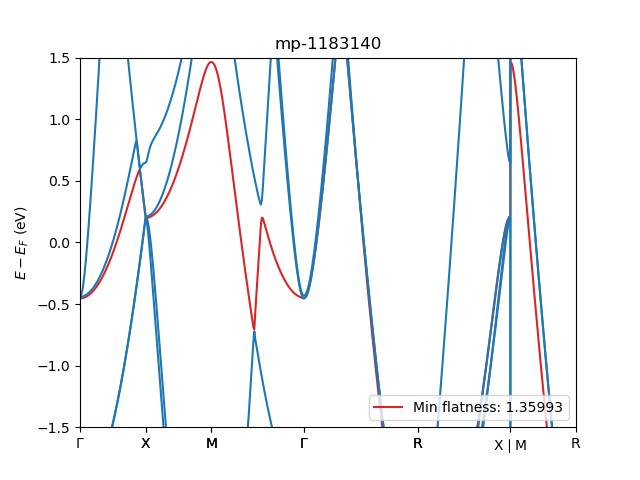 mp-1183140
E − E_F (eV)
1.5
1.0
0.5
0.0
−0.5
−1.0
−1.5
Min flatness: 1.35993
Γ X M Γ R X | M R